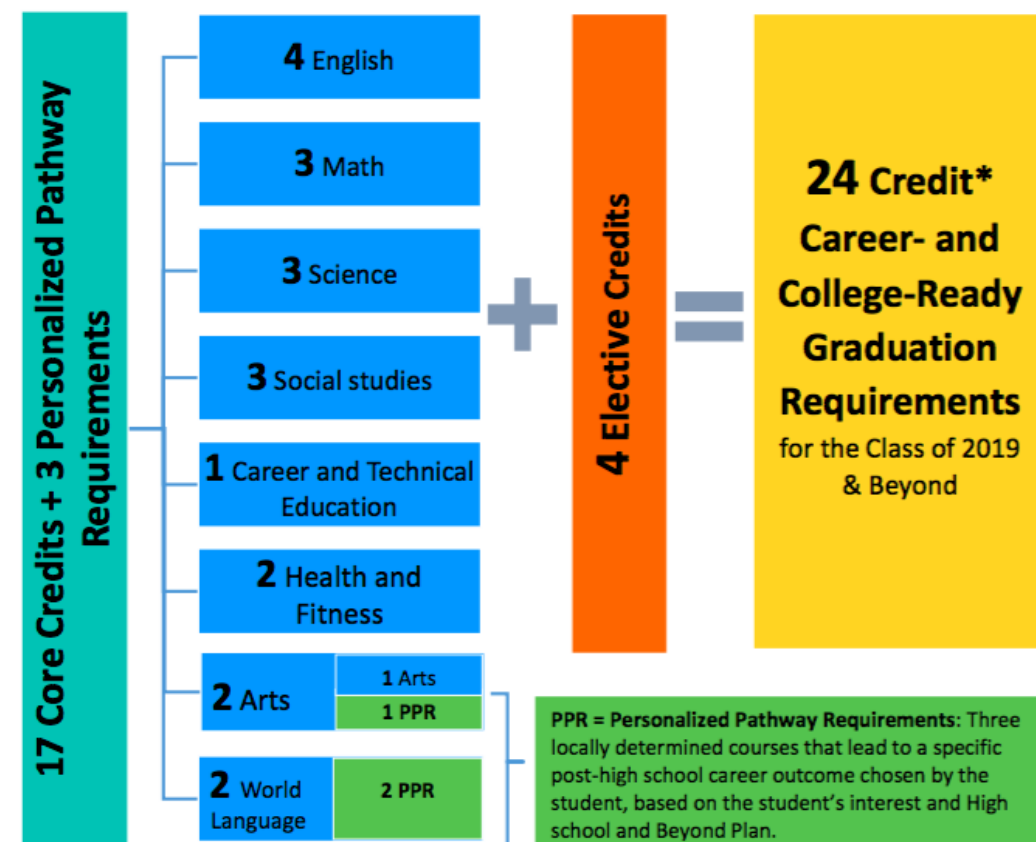 17 Core Credits + 3 Personalized Pathway
Requirements
4 English
3 Math
3 Science
3 Social studies
1 Career and Technical
Education
2 Health and
Fitness
2 Arts
1 Arts
1 PPR
2 World
Language
2 PPR
4 Elective Credits
24 Credit*
Career- and
College-Ready
Graduation
Requirements
for the Class of 2019
& Beyond
PPR = Personalized Pathway Requirements: Three
locally determined courses that lead to a specific
post-high school career outcome chosen by the
student, based on the student's interest and High
school and Beyond Plan.